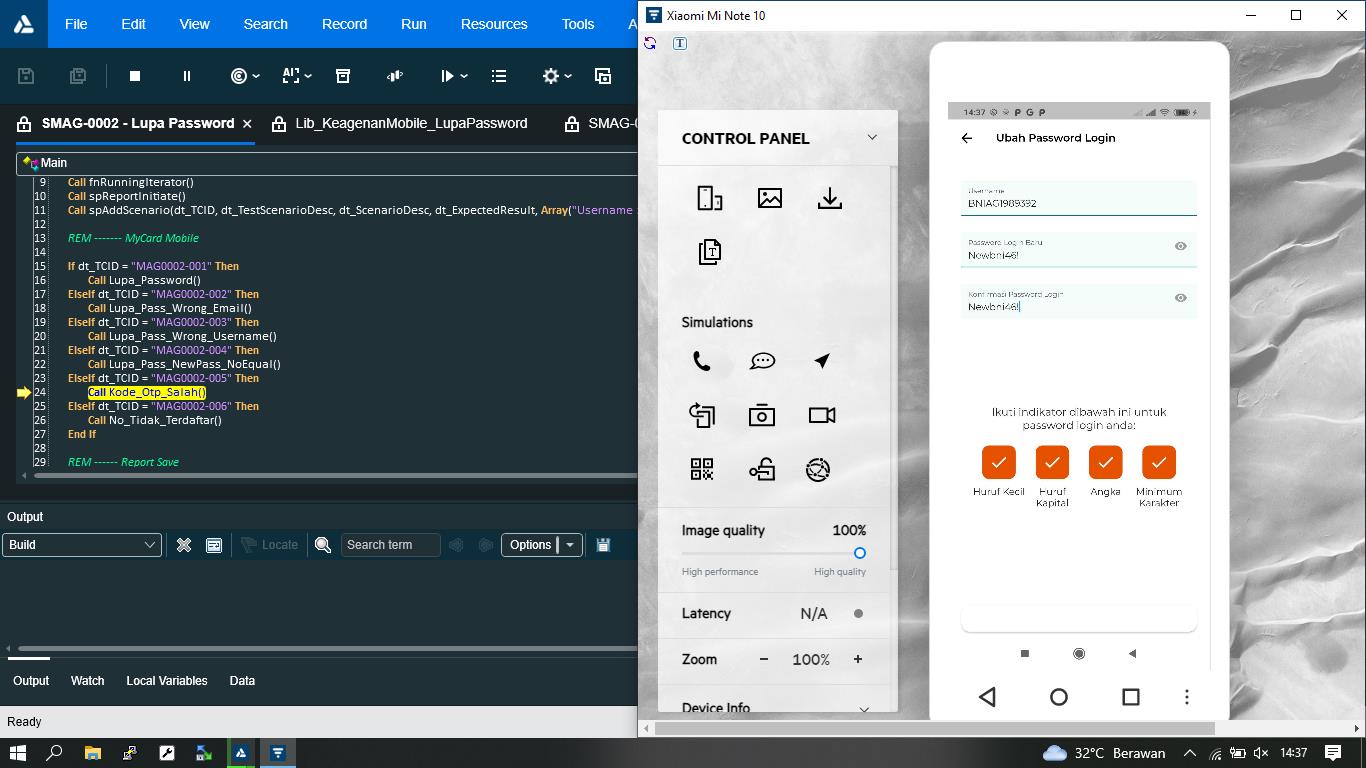 File Edit View Search Record Run Resources Tools A
SMAG-0002 - Lupa Password
Lib_KeagenanMobile_LupaPassword
SMAG-0
Main
9 Call fnRunningIterator()
10 Call spReportInitiate()
11 Call spAddScenario(dt_TCID, dt_TestScenarioDesc, dt_ScenarioDesc, dt_ExpectedResult, Array("Username
12
13 REM ------- MyCard Mobile
14
15 If dt_TCID = "MAG0002-001" Then
16 Call Lupa_Password()
17 ElseIf dt_TCID = "MAG0002-002" Then
18 Call Lupa_Pass_Wrong_Email()
19 ElseIf dt_TCID = "MAG0002-003" Then
20 Call Lupa_Pass_Wrong_Username()
21 ElseIf dt_TCID = "MAG0002-004" Then
22 Call Lupa_Pass_NewPass_NoEqual()
23 ElseIf dt_TCID = "MAG0002-005" Then
24 Call Kode_Otp_Salah()
25 ElseIf dt_TCID = "MAG0002-006" Then
26 Call No_Tidak_Terdaftar()
27 End If
28
29 REM ------ Report Save
Output
Build
Locate
Search term
Options
Output Watch Local Variables Data
Ready
Xiaomi Mi Note 10
T
CONTROL PANEL
T
Simulations
Image quality 100%
High performance High quality
Latency N/A
Zoom - 100% +
Device Info
14:37 P G P
Ubah Password Login
Username
BNIAG1989392
Password Login Baru
Newbni46!
Konfirmasi Password Login
Newbni46!
Ikuti indikator dibawah ini untuk
password login anda:
Huruf Kecil
Huruf
Kapital
Angka
Minimum
Karakter
32°C Berawan
14:37